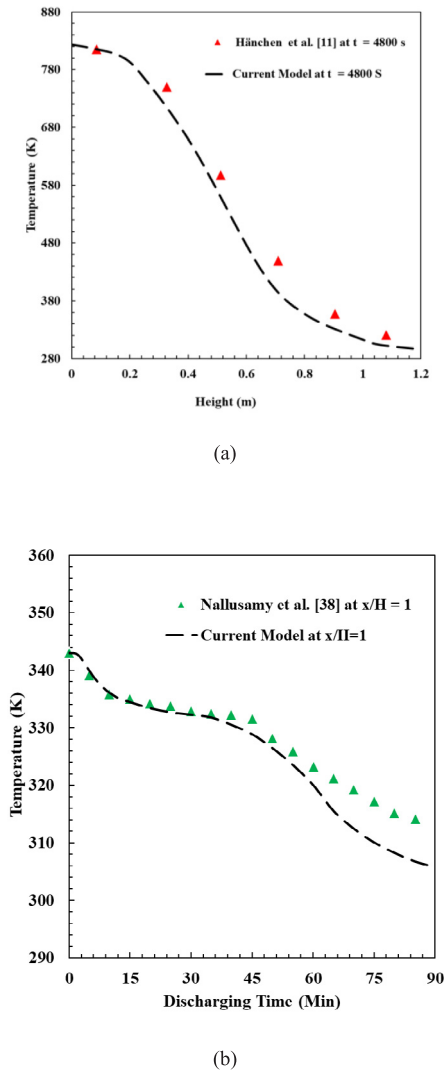 880
780
680
580
480
380
280
Temperature (K)
Hänchen et al. [11] at t = 4800 s
Current Model at t = 4800 S
0 0.2 0.4 0.6 0.8 1 1.2
Height (m)
(a)
360
350
340
330
320
310
300
290
Temperature (K)
Nallusamy et al. [38] at x/H = 1
Current Model at x/II=1
0 15 30 45 60 75 90
Discharging Time (Min)
(b)